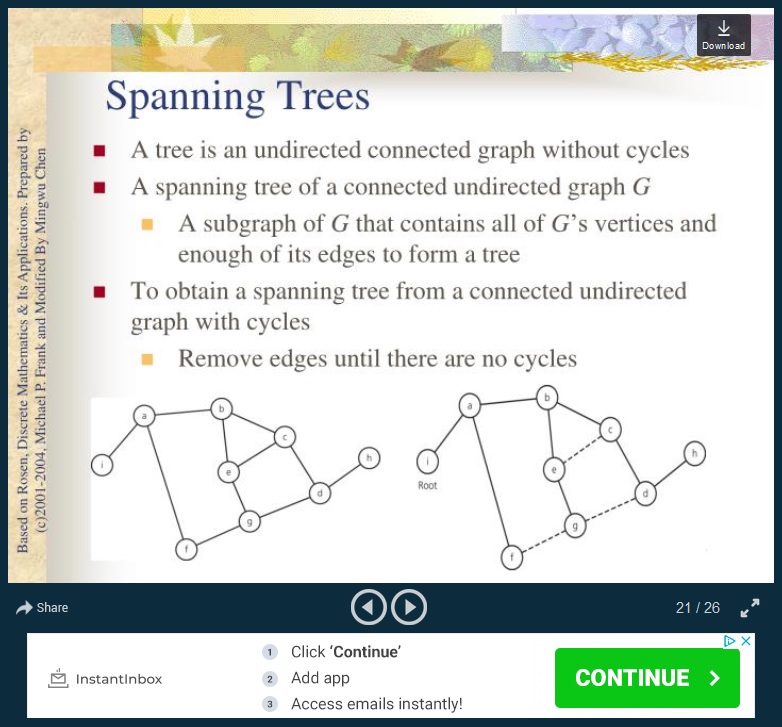 Download
Spanning Trees
Based on Rosen, Discrete Mathematics & Its Applications. Prepared by
(c)2001-2004, Michael P. Frank and Modified By Mingwu Chen
A tree is an undirected connected graph without cycles
A spanning tree of a connected undirected graph G
A subgraph of G that contains all of G’s vertices and
enough of its edges to form a tree
To obtain a spanning tree from a connected undirected
graph with cycles
Remove edges until there are no cycles
a b c i e h d g f
a b c i e h d g f
Root
Share
21 / 26
InstantInbox
1 Click ‘Continue’
2 Add app
3 Access emails instantly!
CONTINUE